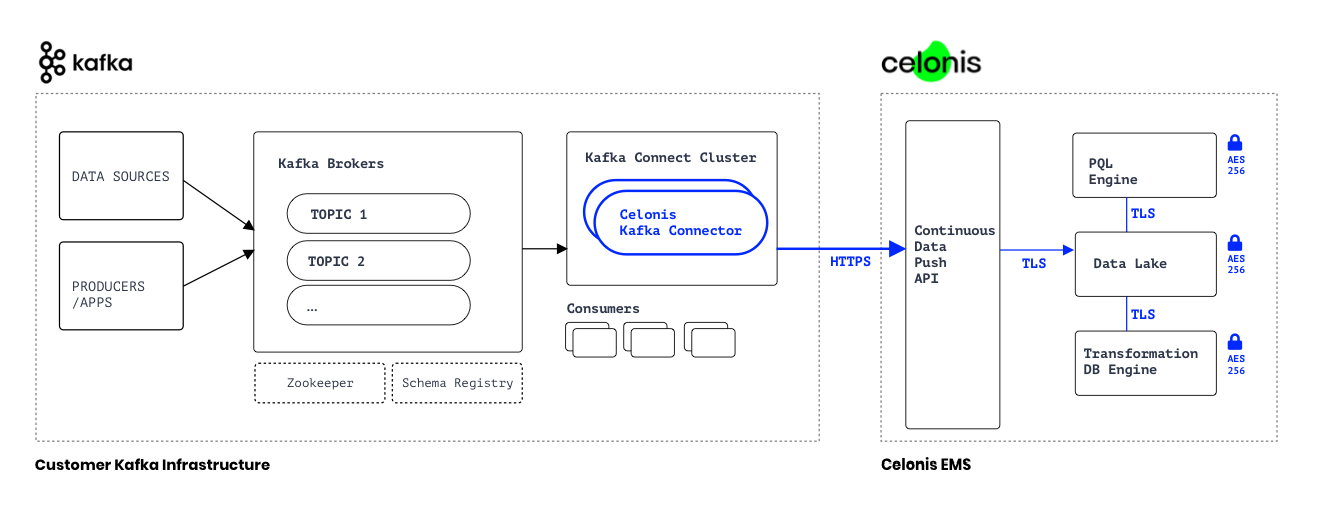 kafka
celonis
DATA SOURCES
PRODUCERS
/APPS
Kafka Brokers
TOPIC 1
TOPIC 2
...
Zookeeper
Schema Registry
Kafka Connect Cluster
Celonis
Kafka Connector
Consumers
HTTPS
Continuous
Data
Push
API
TLS
PQL
Engine
AES
256
TLS
Data Lake
AES
256
TLS
Transformation
DB Engine
AES
256
Customer Kafka Infrastructure
Celonis EMS